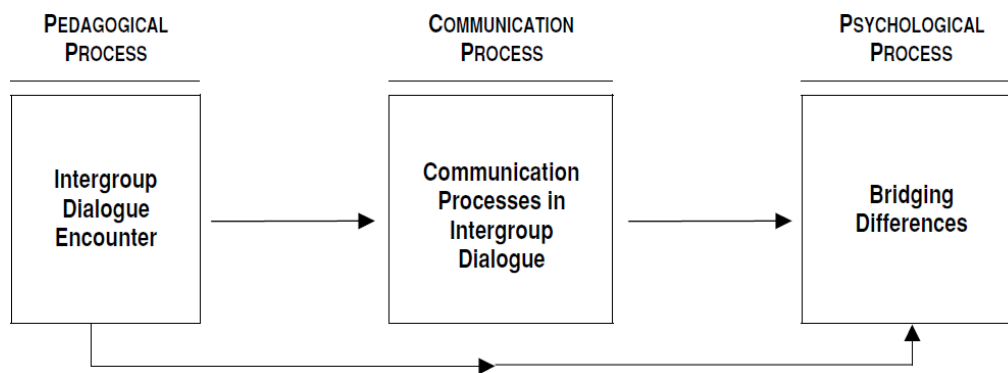 PEDAGOGICAL
PROCESS
COMMUNICATION
PROCESS
PSYCHOLOGICAL
PROCESS
Intergroup
Dialogue
Encounter
Communication
Processes in
Intergroup
Dialogue
Bridging
Differences